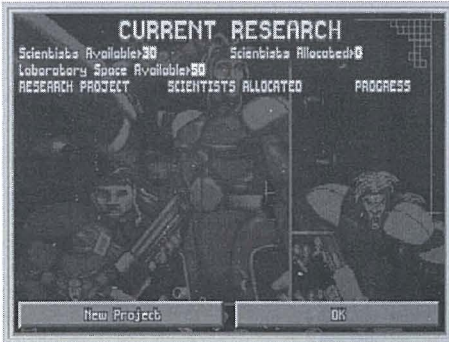 CURRENT RESEARCH
Scientists Available>30 Scientists Allocated>0
Laboratory Space Available>50
RESEARCH PROJECT SCIENTISTS ALLOCATED PROGRESS
New Project OK